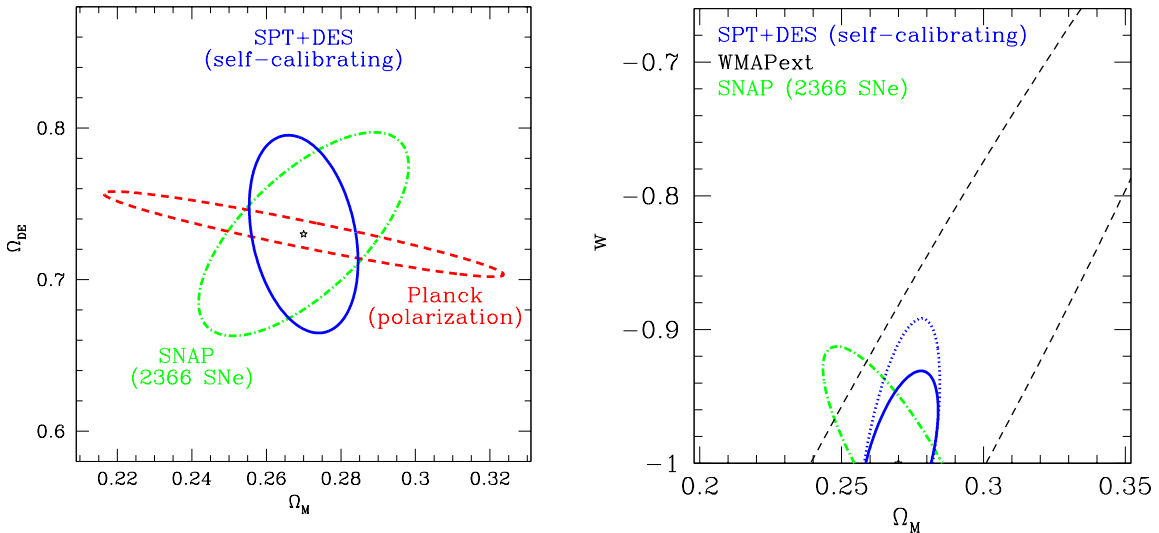 SPT+DES
(self-calibrating)
0.8
0.7
0.6
Ω_DE
Planck
(polarization)
SNAP
(2366 SNe)
0.22
0.24
0.26
0.28
0.30
0.32
Ω_M
SPT+DES (self-calibrating)
WMAPext
SNAP (2366 SNe)
−0.7
−0.8
−0.9
−1
w
0.2
0.25
0.3
0.35
Ω_M